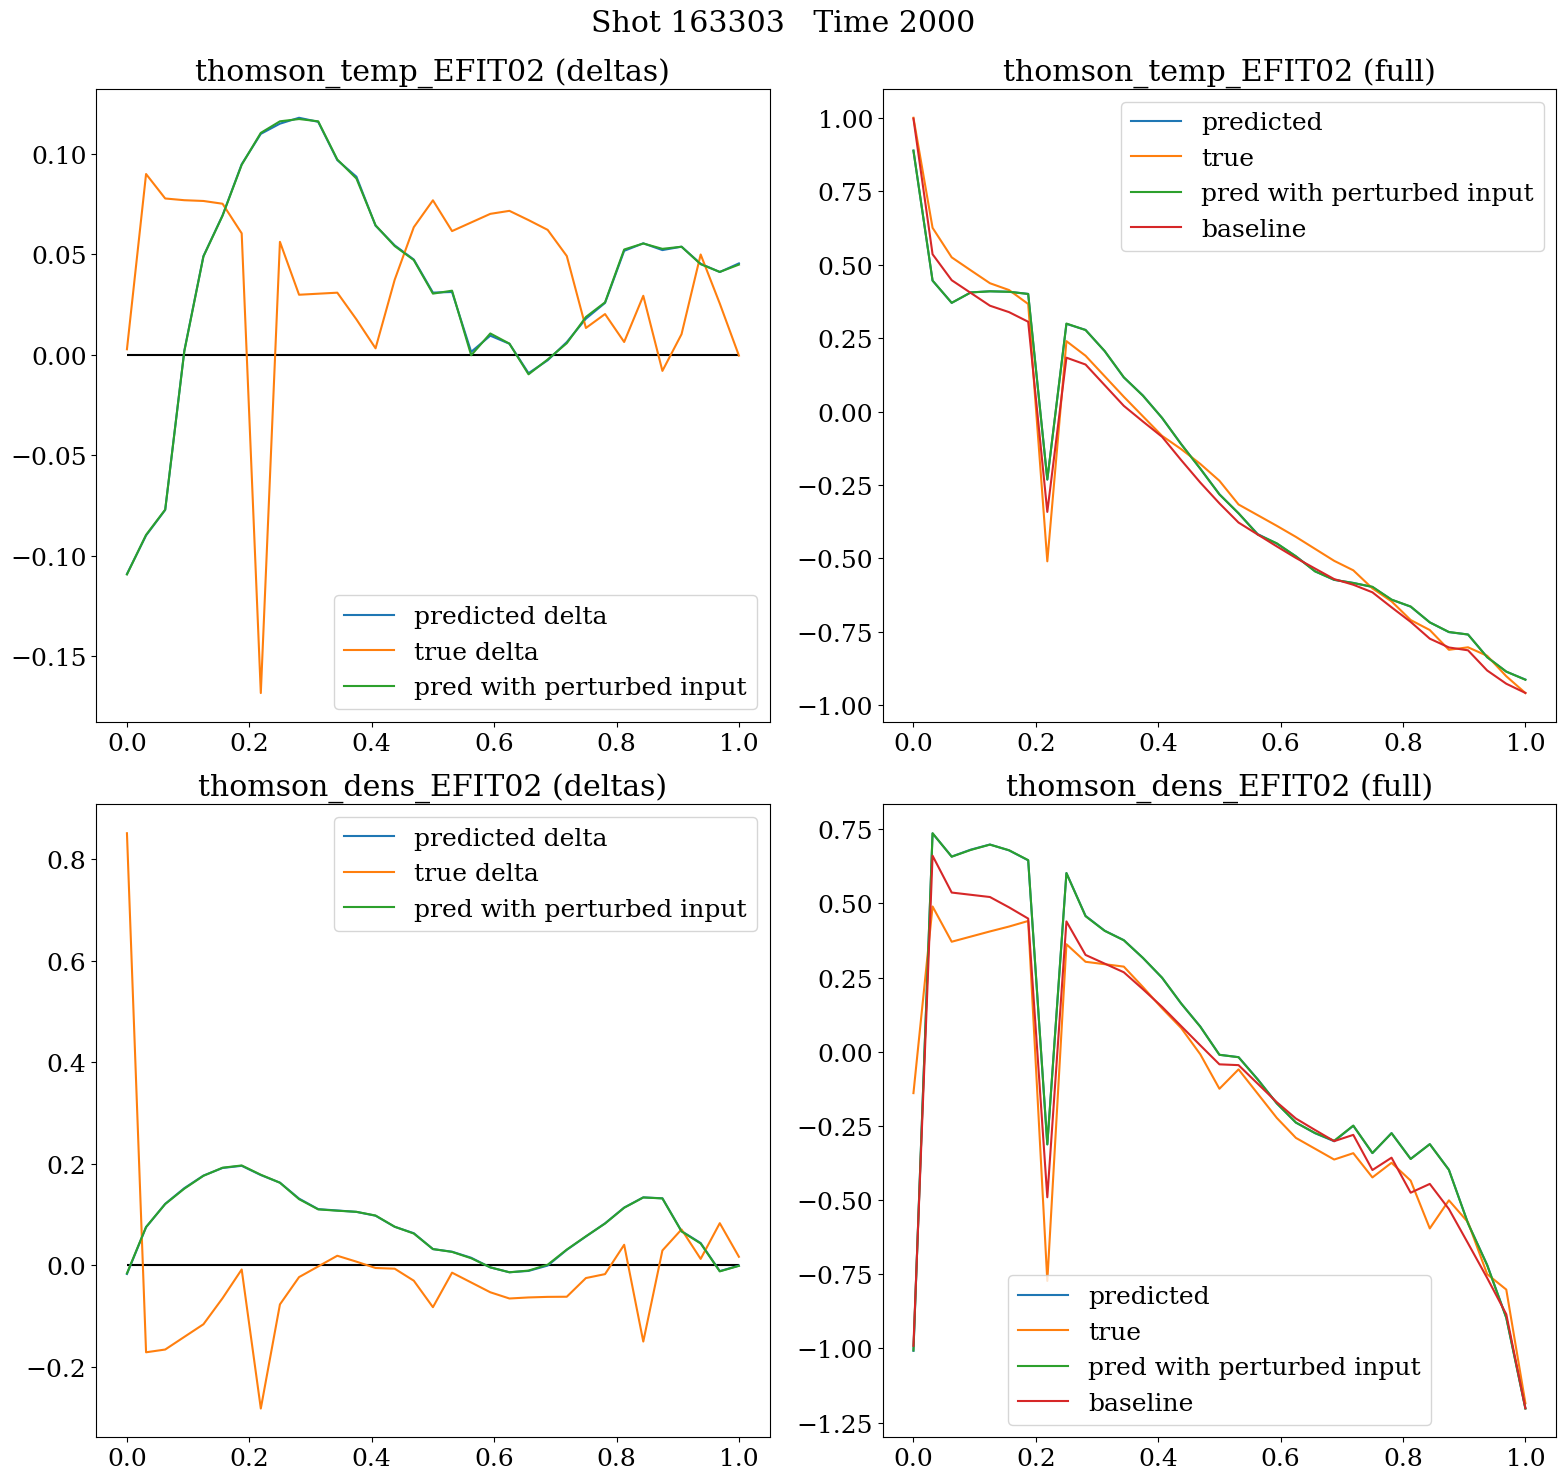 Shot 163303   Time 2000
thomson_temp_EFIT02 (deltas)
0.10
0.05
0.00
−0.05
−0.10
−0.15
predicted delta
true delta
pred with perturbed input
0.0 0.2 0.4 0.6 0.8 1.0
thomson_temp_EFIT02 (full)
1.00
0.75
0.50
0.25
0.00
−0.25
−0.50
−0.75
−1.00
predicted
true
pred with perturbed input
baseline
0.0 0.2 0.4 0.6 0.8 1.0
thomson_dens_EFIT02 (deltas)
0.8
0.6
0.4
0.2
0.0
−0.2
predicted delta
true delta
pred with perturbed input
0.0 0.2 0.4 0.6 0.8 1.0
thomson_dens_EFIT02 (full)
0.75
0.50
0.25
0.00
−0.25
−0.50
−0.75
−1.00
−1.25
predicted
true
pred with perturbed input
baseline
0.0 0.2 0.4 0.6 0.8 1.0